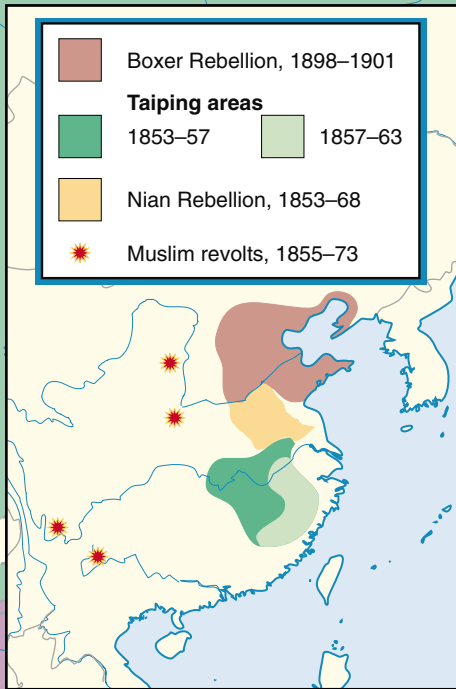 Boxer Rebellion, 1898–1901
Taiping areas
1853–57 1857–63
Nian Rebellion, 1853–68
Muslim revolts, 1855–73